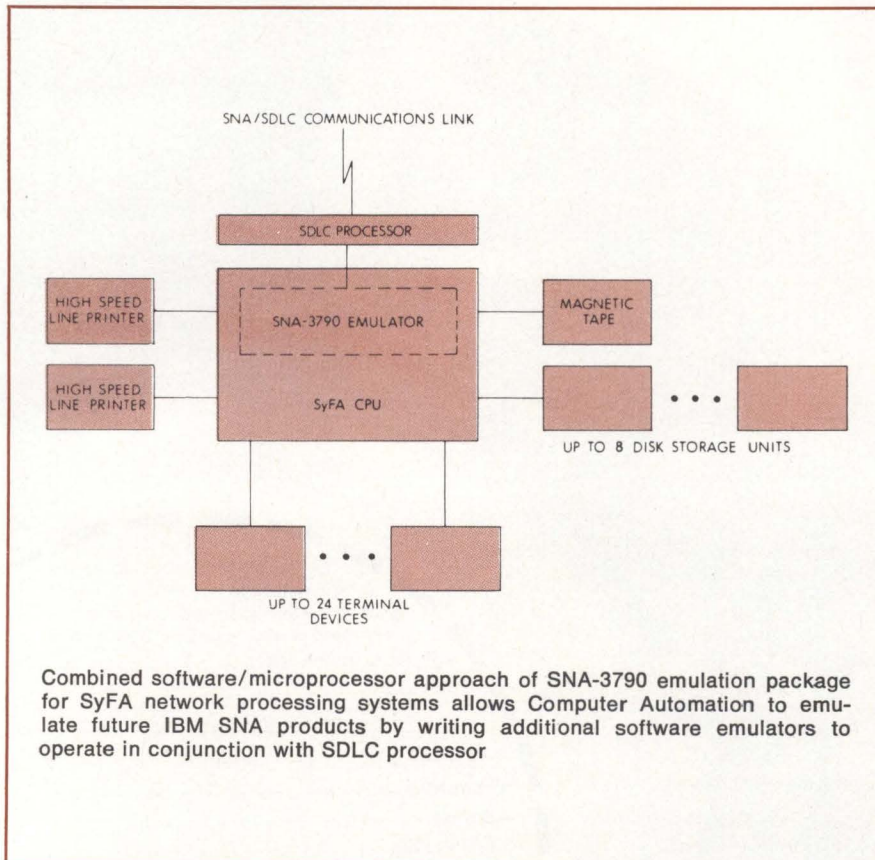 SNA/SDLC COMMUNICATIONS LINK
SDLC PROCESSOR
HIGH SPEED
LINE PRINTER
SNA-3790 EMULATOR
MAGNETIC
TAPE
HIGH SPEED
LINE PRINTER
SyFA CPU
UP TO 8 DISK STORAGE UNITS
UP TO 24 TERMINAL
DEVICES
Combined software/microprocessor approach of SNA-3790 emulation package
for SyFA network processing systems allows Computer Automation to emu-
late future IBM SNA products by writing additional software emulators to
operate in conjunction with SDLC processor